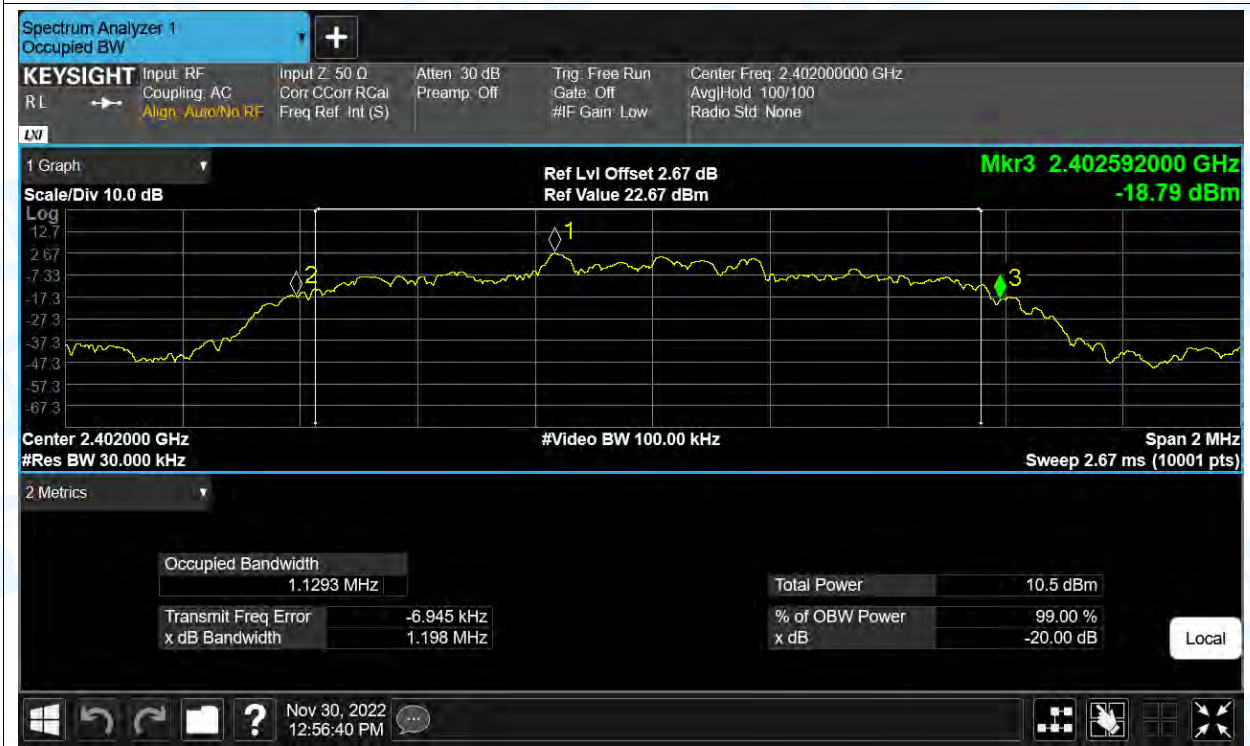 Spectrum Analyzer 1
Occupied BW
+
KEYSIGHT
RL
LXI
Input: RF
Coupling: AC
Align: Auto/No RF
Input Z: 50 Ω
Corr CCorr RCal
Freq Ref: Int (S)
Atten: 30 dB
Preamp: Off
Trig: Free Run
Gate: Off
#IF Gain: Low
Center Freq: 2.402000000 GHz
Avg|Hold: 100/100
Radio Std: None
1 Graph
Scale/Div 10.0 dB
Ref Lvl Offset 2.67 dB
Ref Value 22.67 dBm
Mkr3 2.402592000 GHz
-18.79 dBm
Log
12.7
2.67
-7.33
-17.3
-27.3
-37.3
-47.3
-57.3
-67.3
1
2
3
Center 2.402000 GHz
#Video BW 100.00 kHz
Span 2 MHz
#Res BW 30.000 kHz
Sweep 2.67 ms (10001 pts)
2 Metrics
Occupied Bandwidth
1.1293 MHz
Transmit Freq Error -6.945 kHz
x dB Bandwidth 1.198 MHz
Total Power 10.5 dBm
% of OBW Power 99.00 %
x dB -20.00 dB
Local
?
Nov 30, 2022
12:56:40 PM